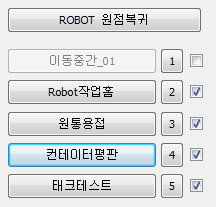 ROBOT 원점복귀
이동중간_01 1
Robot작업홈 2
원통용접 3
컨테이터평판 4
태크테스트 5